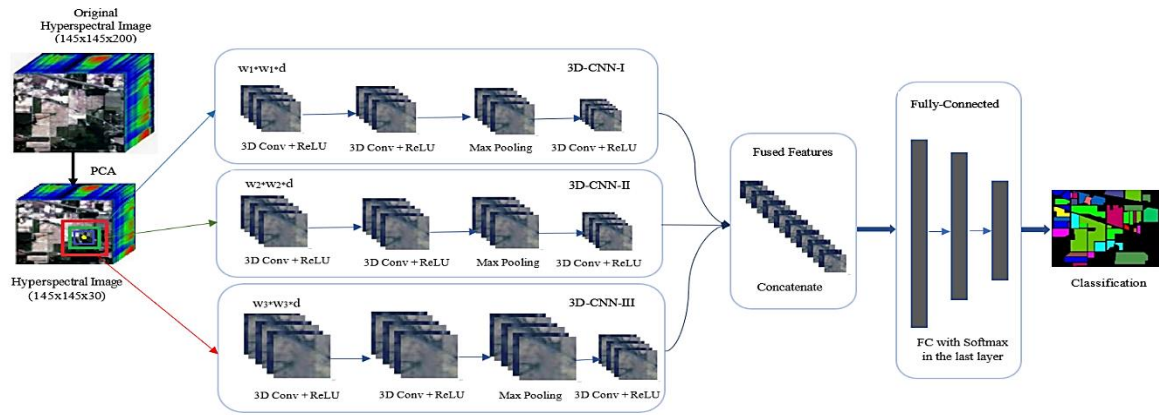 Original
Hyperspectral Image
(145x145x200)
PCA
Hyperspectral Image
(145x145x30)
w1*w1*d
3D-CNN-I
3D Conv + ReLU
3D Conv + ReLU
Max Pooling
3D Conv + ReLU
w2*w2*d
3D-CNN-II
3D Conv + ReLU
3D Conv + ReLU
Max Pooling
3D Conv + ReLU
w3*w3*d
3D-CNN-III
3D Conv + ReLU
3D Conv + ReLU
Max Pooling
3D Conv + ReLU
Fused Features
Concatenate
Fully-Connected
FC with Softmax
in the last layer
Classification